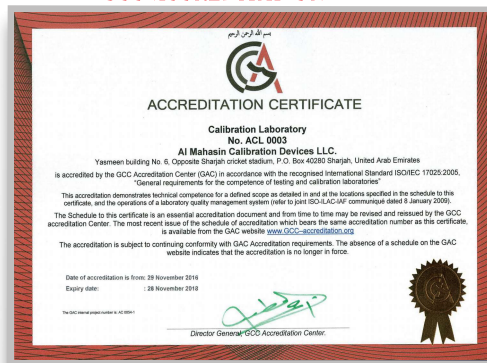 بسم الله الرحمن الرحيم
ACCREDITATION CERTIFICATE
Calibration Laboratory
No. ACL 0003
Al Mahasin Calibration Devices LLC.
Yasmeen building No. 6, Opposite Sharjah cricket stadium, P.O. Box 40280 Sharjah, United Arab Emirates
is accredited by the GCC Accreditation Center (GAC) in accordance with the recognised International Standard ISO/IEC 17025:2005,
"General requirements for the competence of testing and calibration laboratories"
This accreditation demonstrates technical competence for a defined scope as detailed in and at the locations specified in the schedule to this
certificate, and the operations of a laboratory quality management system (refer to joint ISO-ILAC-IAF communiqué dated 8 January 2009).
The Schedule to this certificate is an essential accreditation document and from time to time may be revised and reissued by the GCC
accreditation Center. The most recent issue of the schedule of accreditation which bears the same accreditation number as this certificate,
is available from the GAC website www.GCC–accreditation.org
The accreditation is subject to continuing conformity with GAC Accreditation requirements. The absence of a schedule on the GAC
website indicates that the accreditation is no longer in force.
Date of accreditation is from: 29 November 2016
Expiry date: : 28 November 2018
The GAC internal project number is: AC 0004-1
Director General, GCC Accreditation Center.